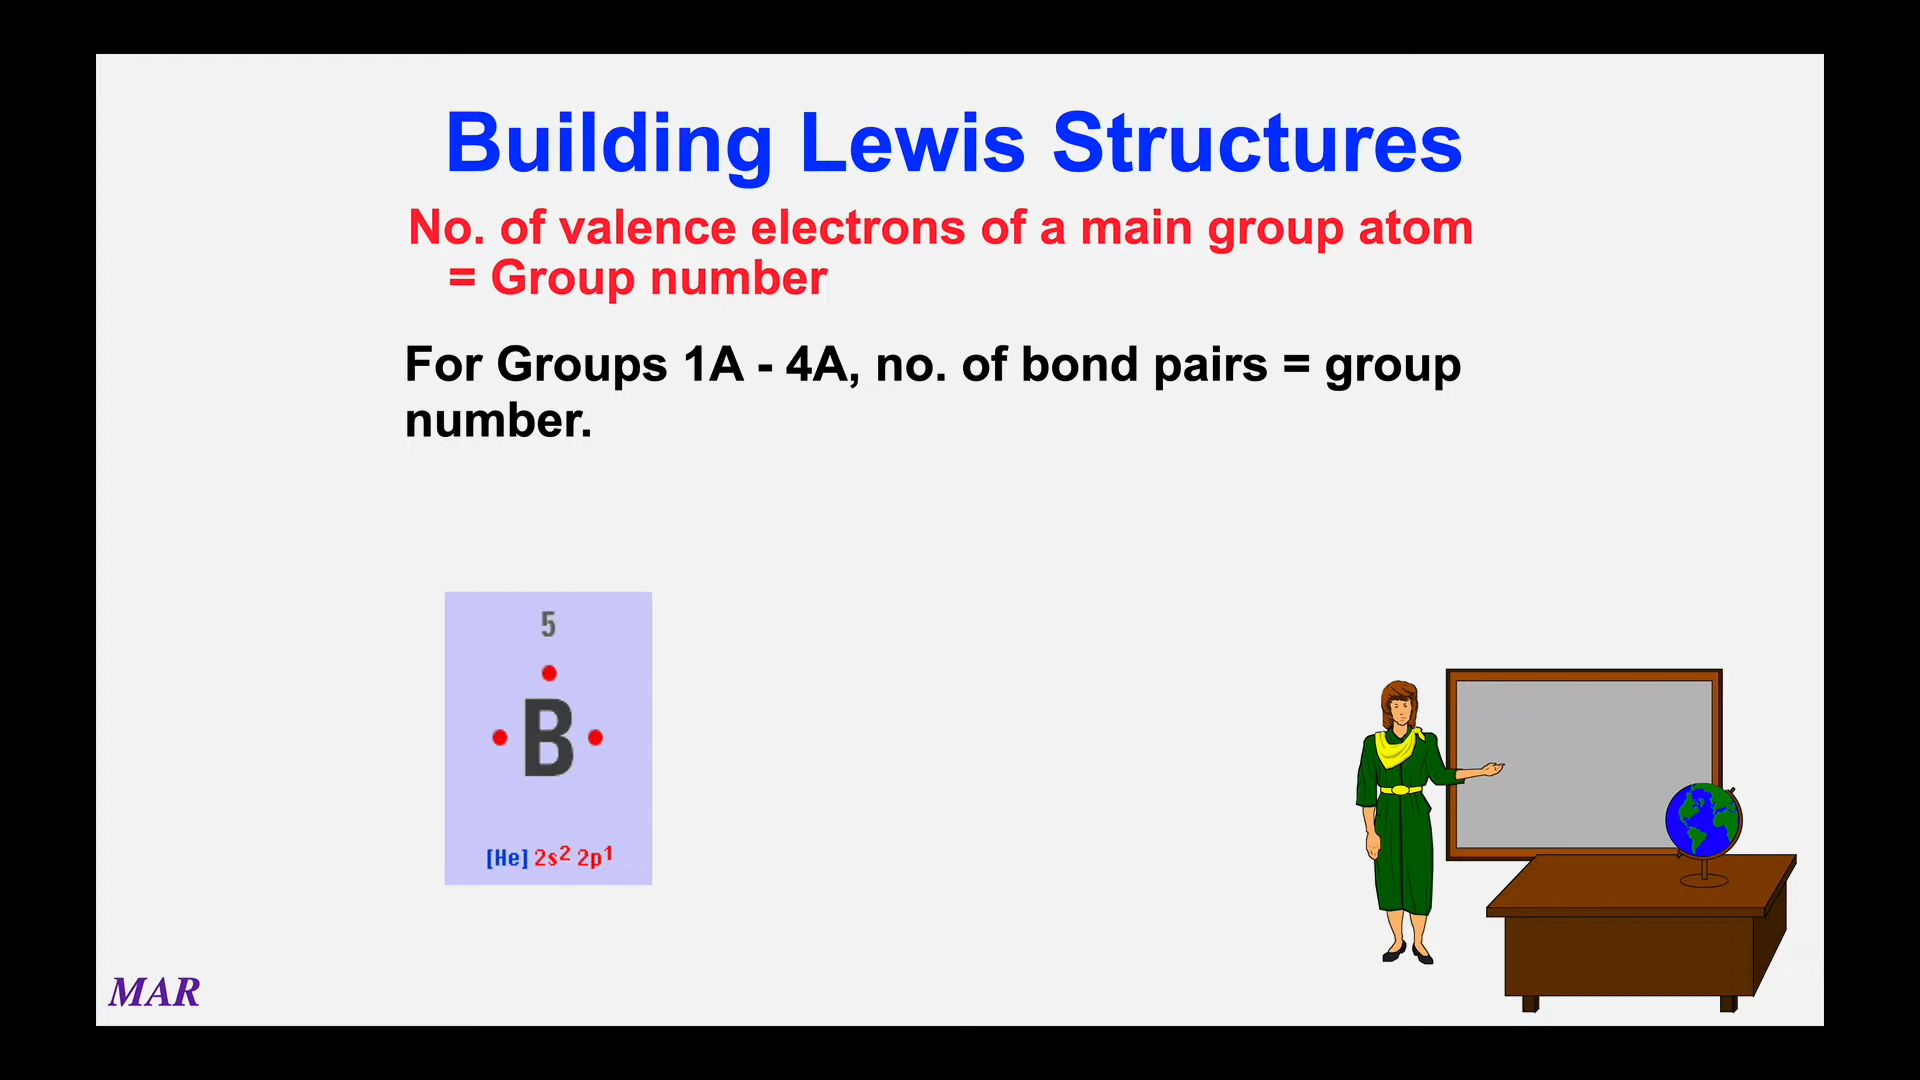 Building Lewis Structures
No. of valence electrons of a main group atom
= Group number
For Groups 1A - 4A, no. of bond pairs = group
number.
5
B
[He] 2s² 2p¹
MAR